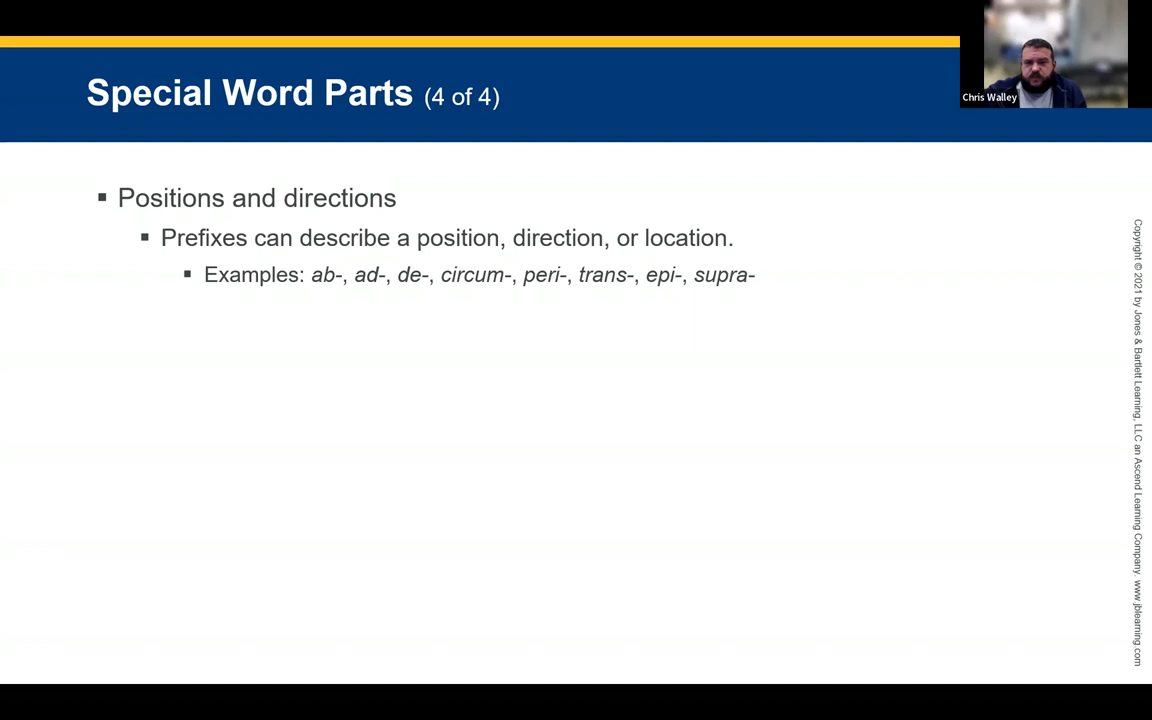 Special Word Parts (4 of 4)
Chris Walley
▪ Positions and directions
▪ Prefixes can describe a position, direction, or location.
▪ Examples: ab-, ad-, de-, circum-, peri-, trans-, epi-, supra-
Copyright © 2021 by Jones & Bartlett Learning, LLC an Ascend Learning Company. www.jblearning.com